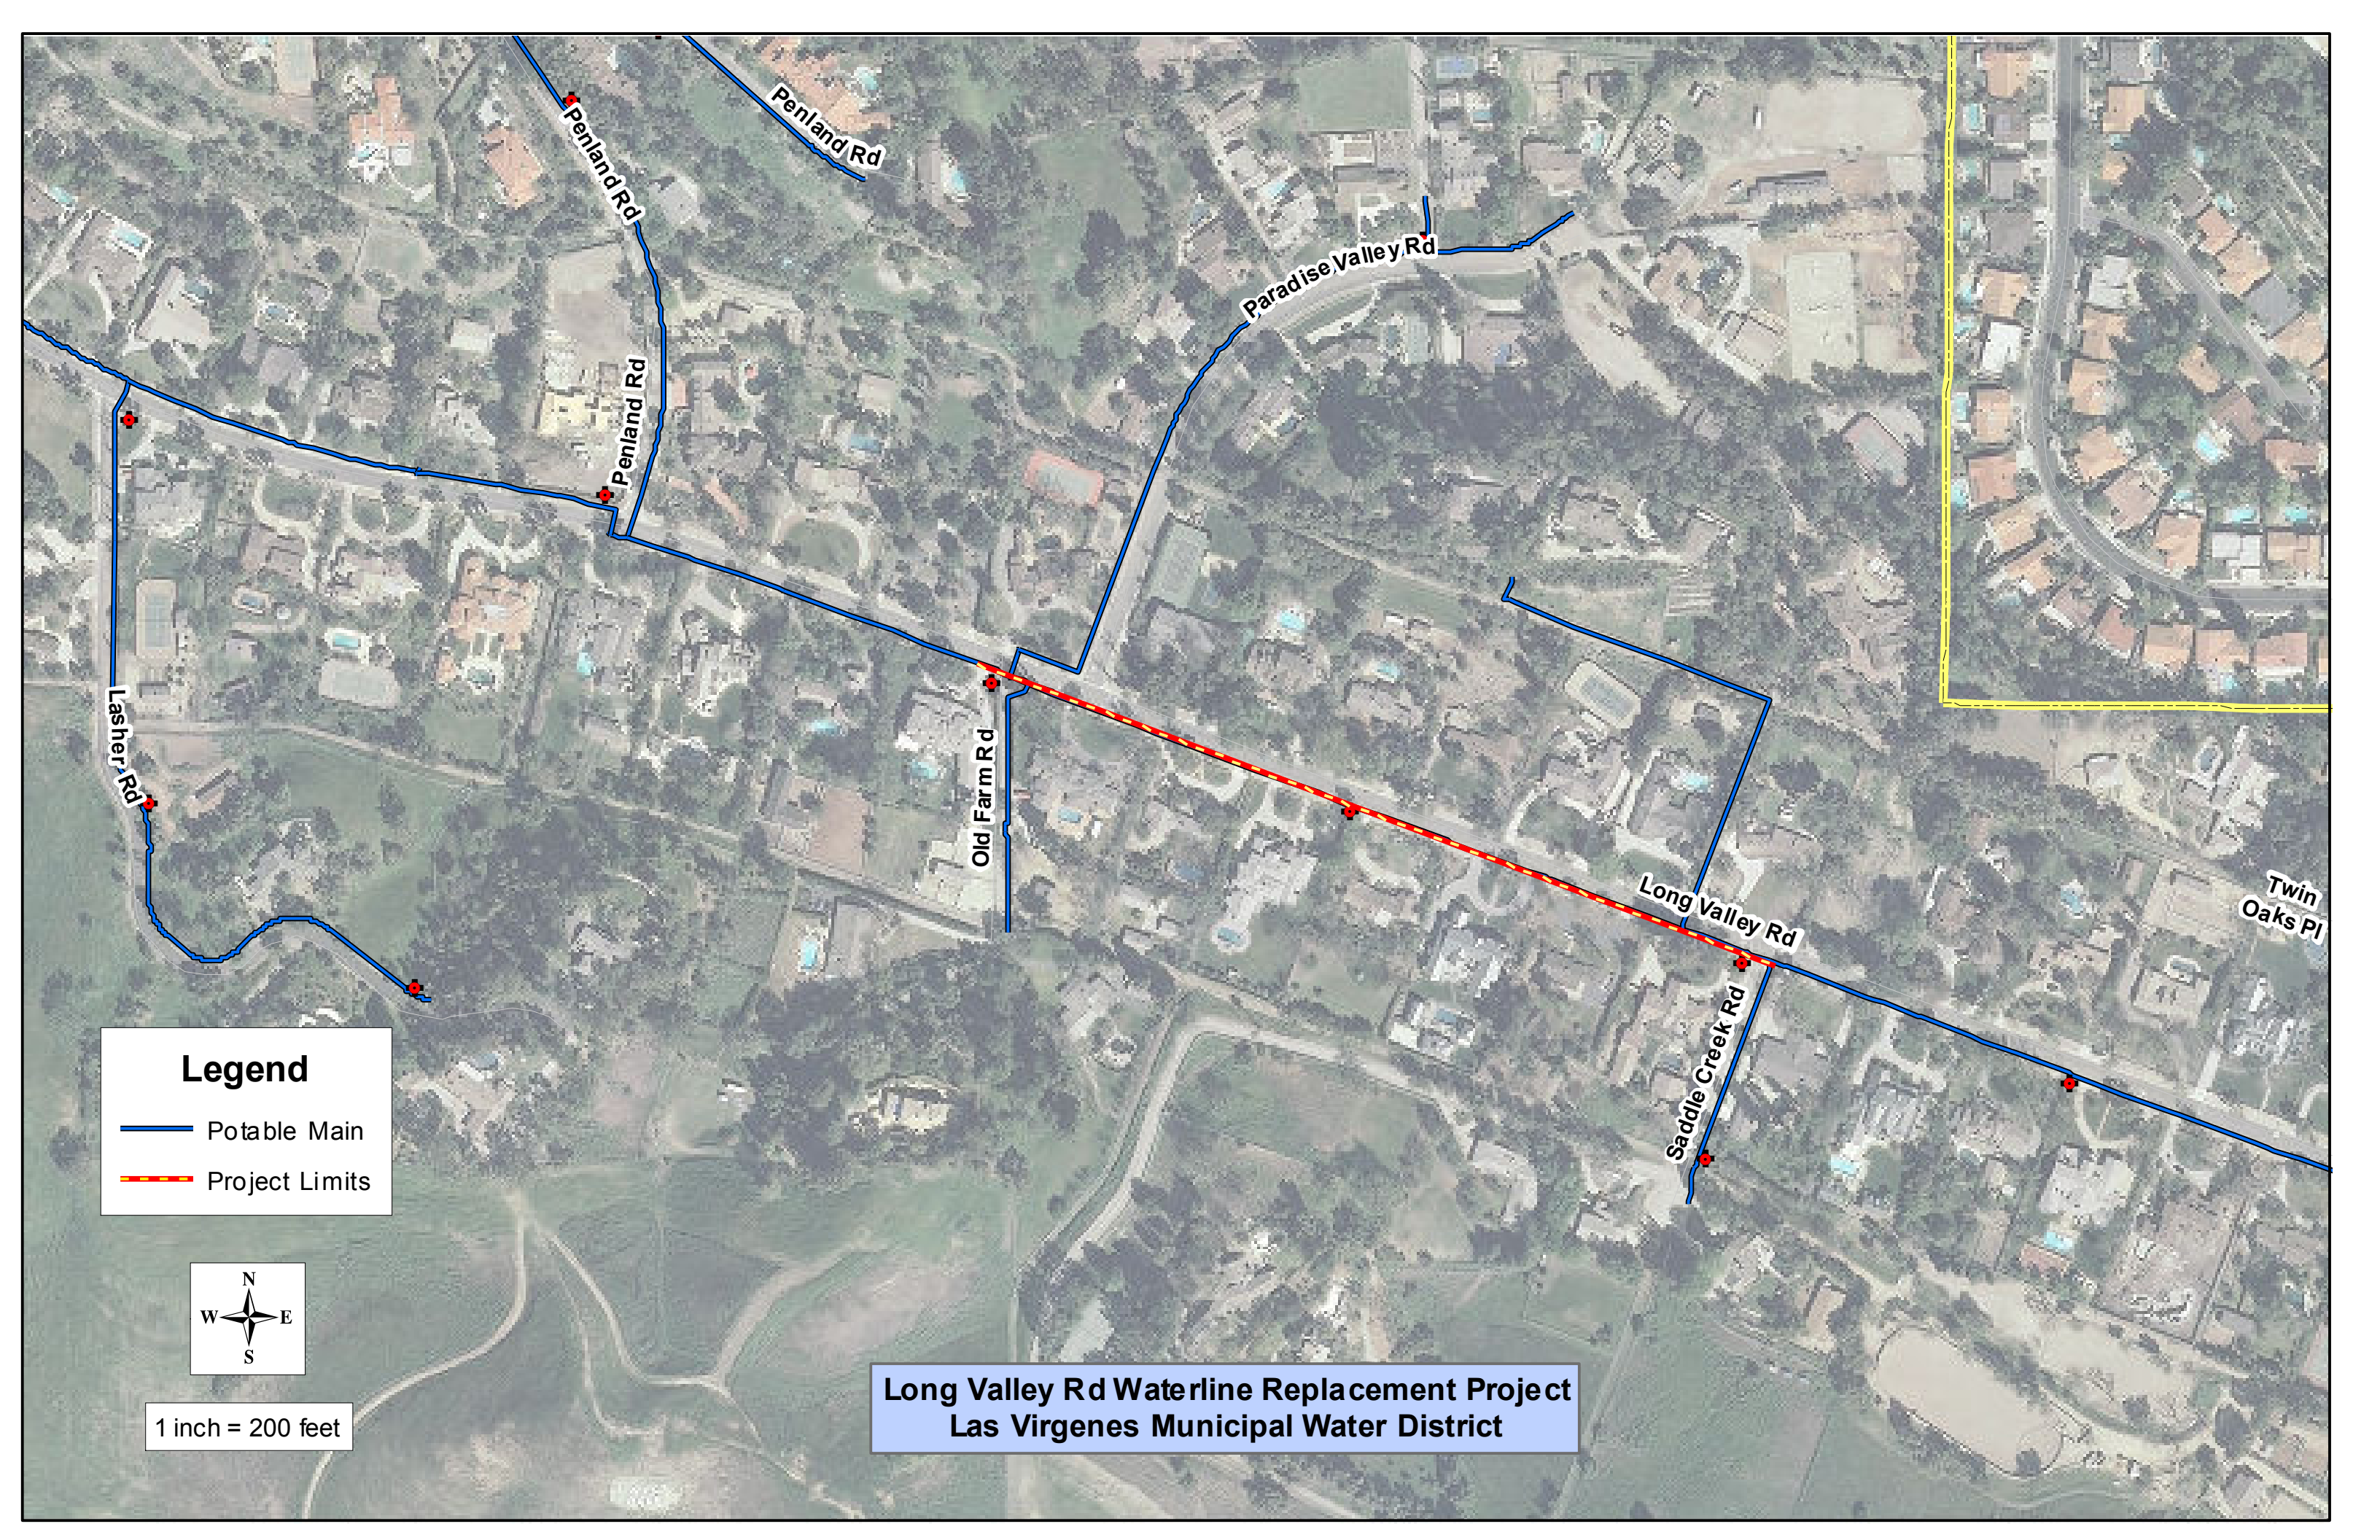 Penland Rd
Penland Rd
Paradise Valley Rd
Penland Rd
Lasher Rd
Old Farm Rd
Long Valley Rd
Twin
Oaks Pl
Saddle Creek Rd
Legend
Potable Main
Project Limits
N
W E
S
1 inch = 200 feet
Long Valley Rd Waterline Replacement Project
Las Virgenes Municipal Water District